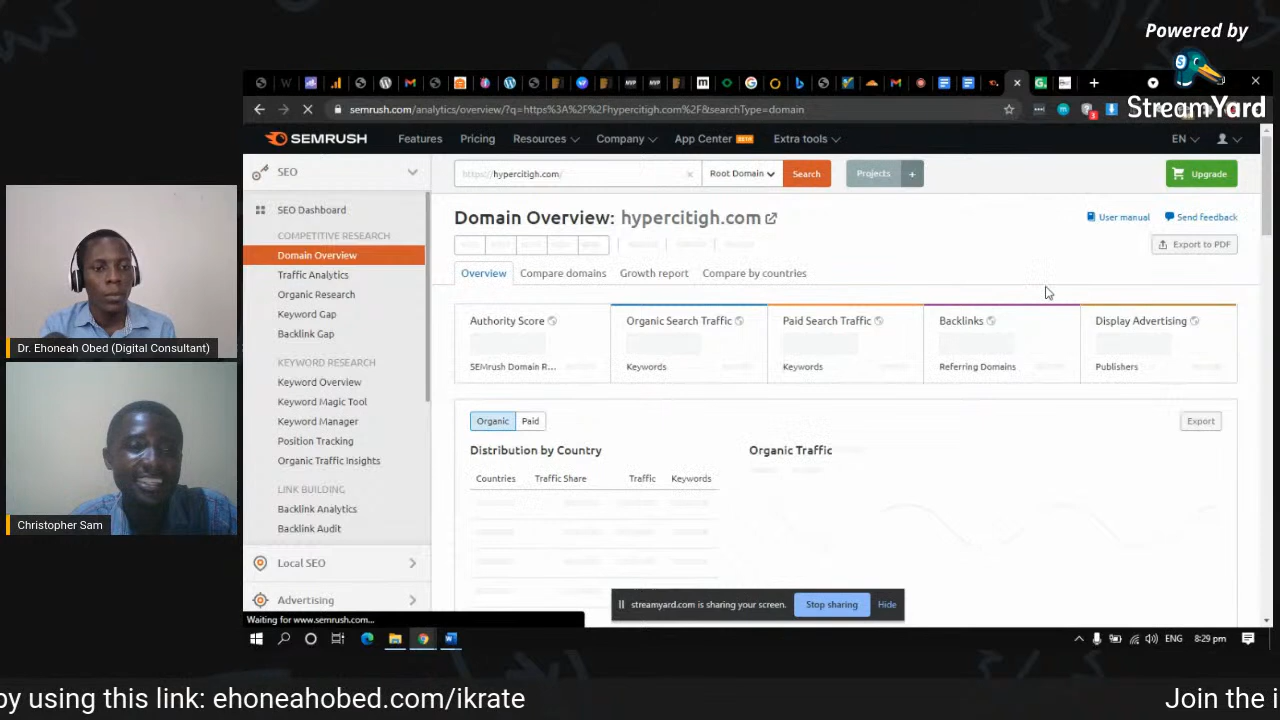 Powered by
StreamYard
semrush.com/analytics/overview/?q=https%3A%2F%2Fhypercitigh.com%2F&searchType=domain
SEMRUSH
Features
Pricing
Resources
Company
App Center BETA
Extra tools
EN
SEO
https://hypercitigh.com/
Root Domain
Search
Projects
+
Upgrade
SEO Dashboard
COMPETITIVE RESEARCH
Domain Overview
Traffic Analytics
Organic Research
Keyword Gap
Backlink Gap
KEYWORD RESEARCH
Keyword Overview
Keyword Magic Tool
Keyword Manager
Position Tracking
Organic Traffic Insights
LINK BUILDING
Backlink Analytics
Backlink Audit
Local SEO
Advertising
Domain Overview: hypercitigh.com
User manual
Send feedback
Export to PDF
Overview
Compare domains
Growth report
Compare by countries
Authority Score
SEMrush Domain R...
Organic Search Traffic
Keywords
Paid Search Traffic
Keywords
Backlinks
Referring Domains
Display Advertising
Publishers
Organic
Paid
Export
Distribution by Country
Organic Traffic
Countries
Traffic Share
Traffic
Keywords
streamyard.com is sharing your screen.
Stop sharing
Hide
Waiting for www.semrush.com...
ENG
8:29 pm
Dr. Ehoneah Obed (Digital Consultant)
Christopher Sam
by using this link: ehoneahobed.com/ikrate
Join the i